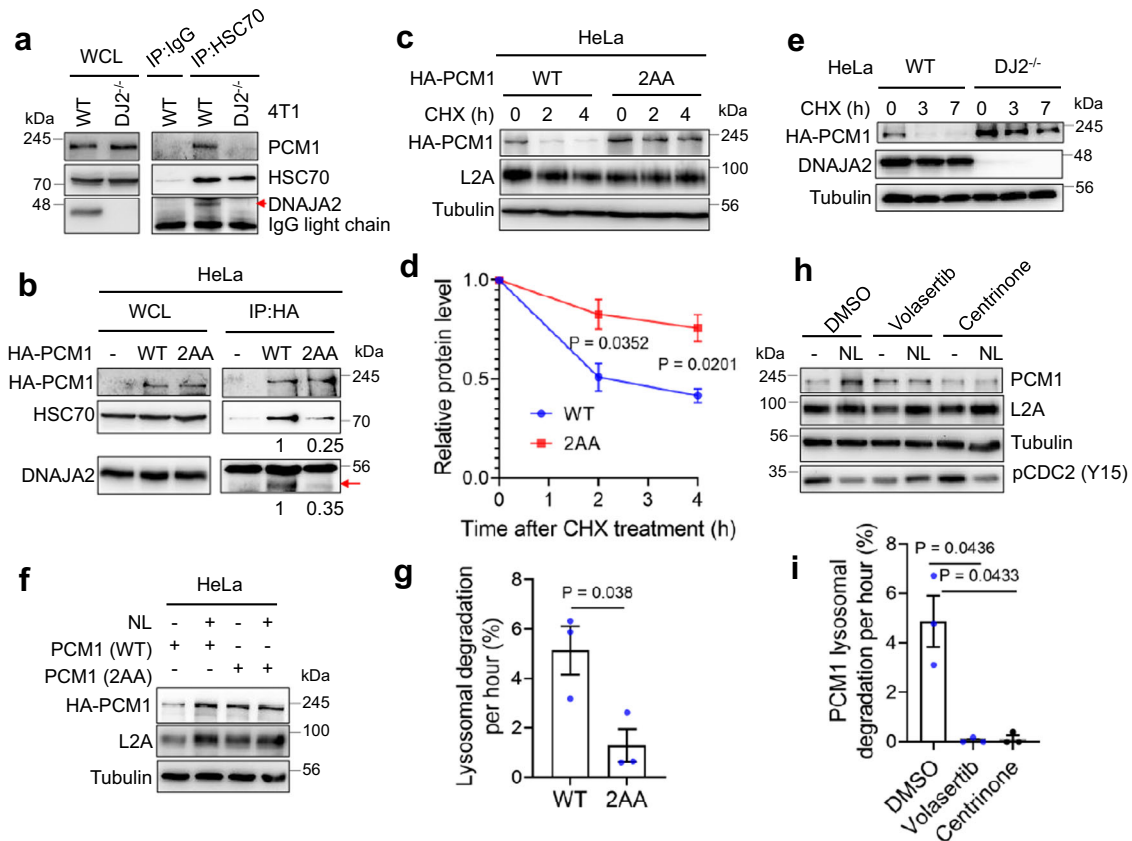 a
WCL IP:IgG IP:HSC70
WT DJ2-/- WT WT DJ2-/- 4T1
kDa
245 PCM1
70 HSC70
48 DNAJA2
IgG light chain
b
HeLa
WCL IP:HA
HA-PCM1 - WT 2AA - WT 2AA kDa
HA-PCM1 245
HSC70 70
1 0.25
DNAJA2 56
1 0.35
c
HeLa
HA-PCM1 WT 2AA
CHX (h) 0 2 4 0 2 4 kDa
HA-PCM1 245
L2A 100
Tubulin 56
d
Relative protein level
1.0
0.5
0.0
P = 0.0352
P = 0.0201
WT
2AA
0 1 2 3 4
Time after CHX treatment (h)
e
HeLa WT DJ2-/-
CHX (h) 0 3 7 0 3 7 kDa
HA-PCM1 245
DNAJA2 48
Tubulin 56
f
HeLa
NL - + - +
PCM1 (WT) + + - -
PCM1 (2AA) - - + + kDa
HA-PCM1 245
L2A 100
Tubulin 56
g
Lysosomal degradation
per hour (%)
8
6
4
2
0
P = 0.038
WT 2AA
h
DMSO Volasertib Centrinone
kDa - NL - NL - NL
245 PCM1
100 L2A
56 Tubulin
35 pCDC2 (Y15)
i
PCM1 lysosomal
degradation per hour (%)
8
6
4
2
0
P = 0.0436
P = 0.0433
DMSO Volasertib Centrinone